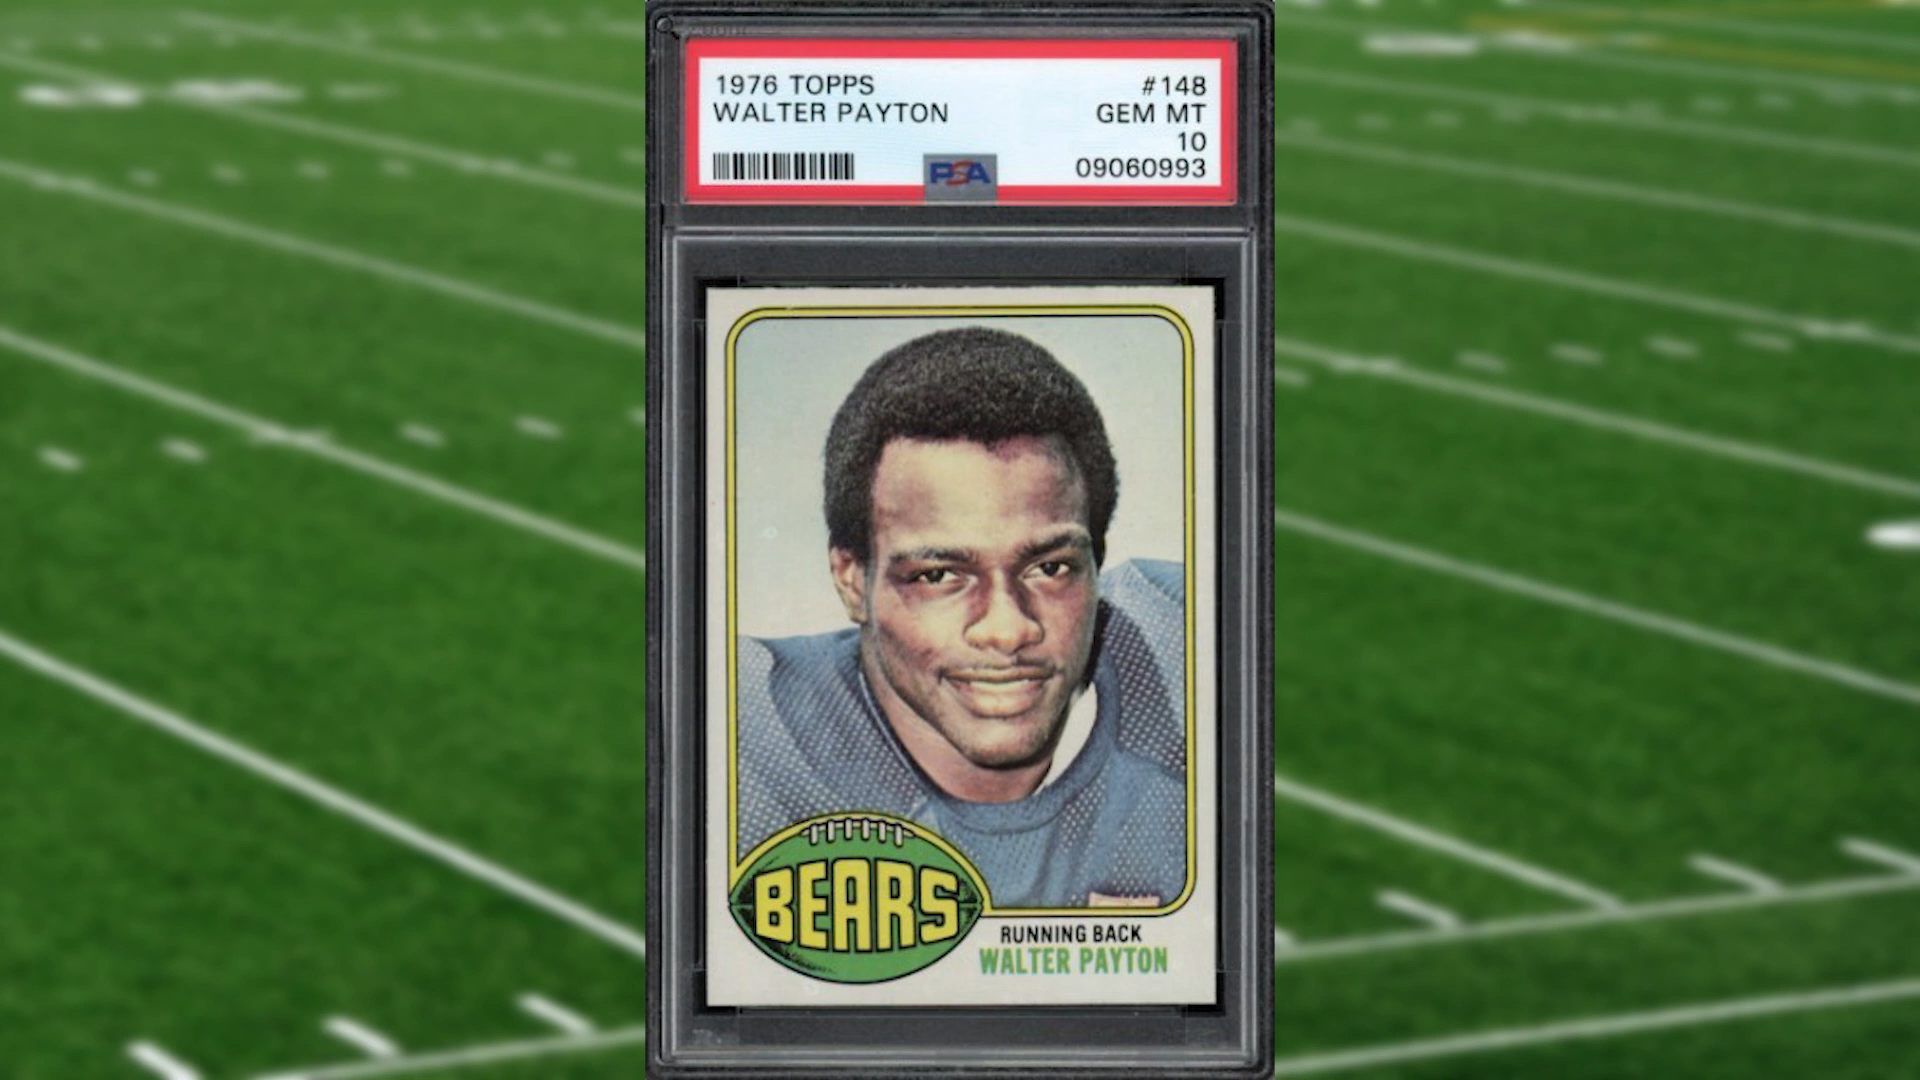 1976 TOPPS #148
WALTER PAYTON GEM MT
10
PSA 09060993
BEARS
RUNNING BACK
WALTER PAYTON